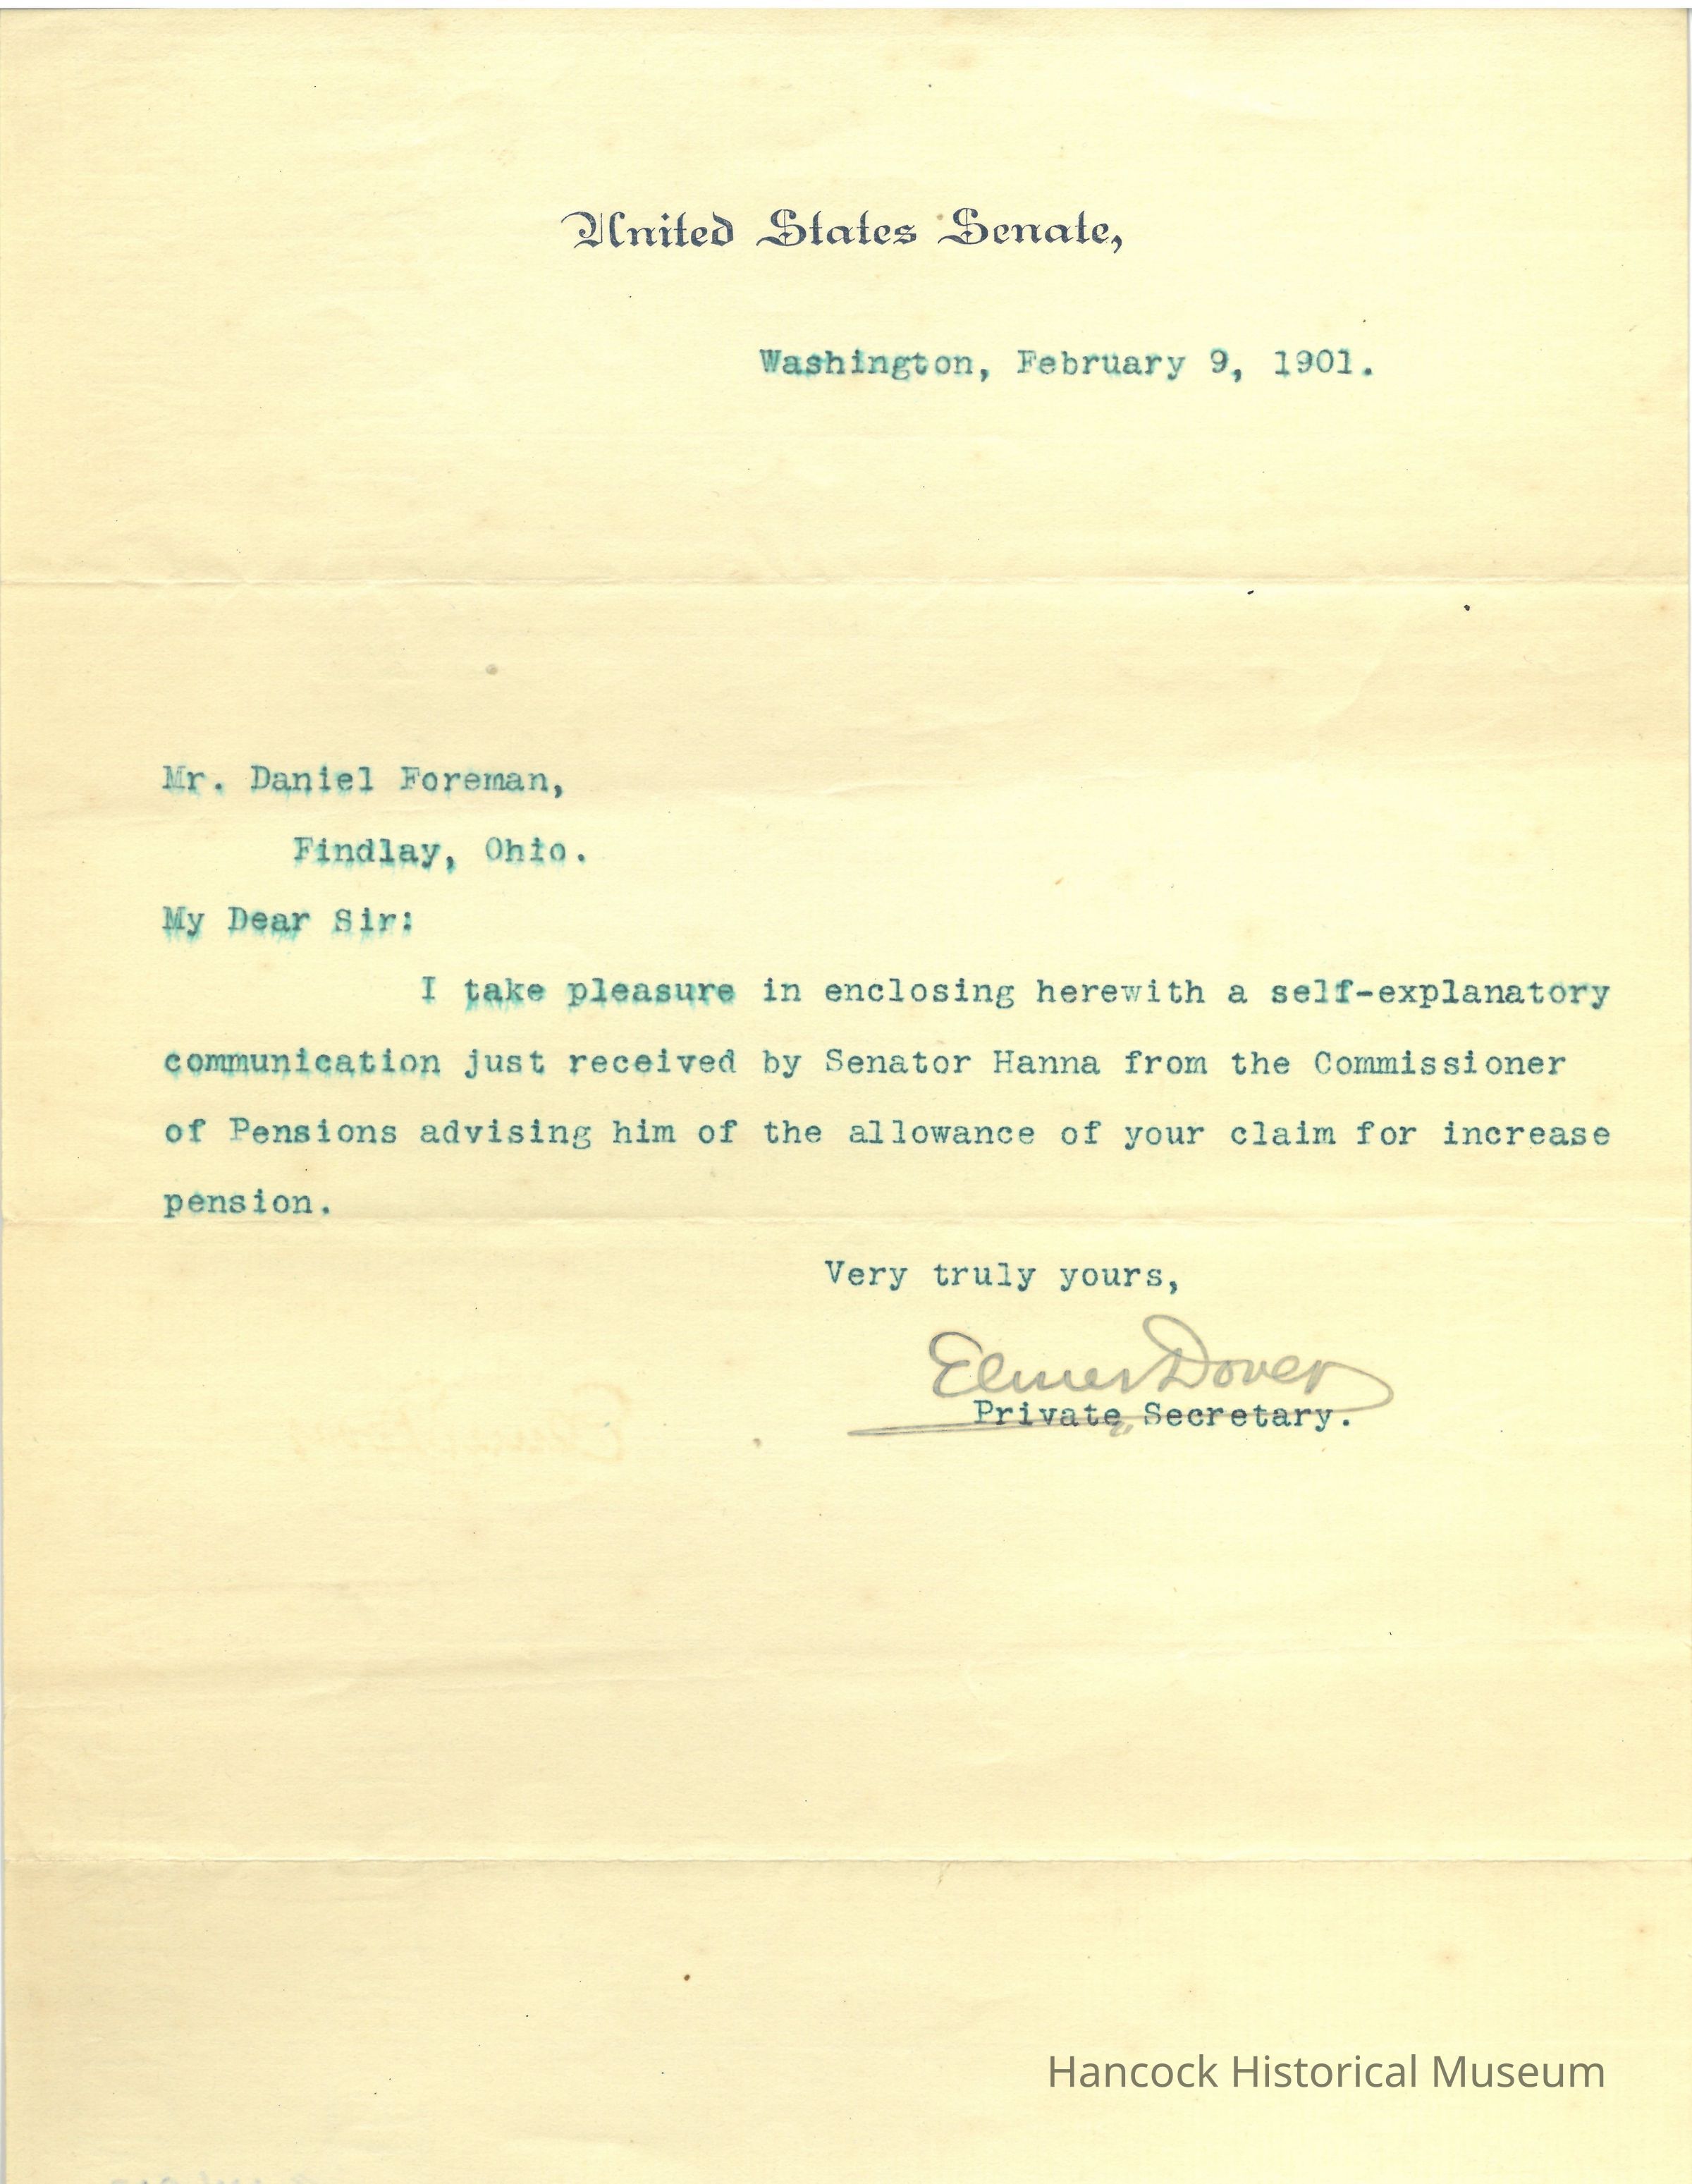 United States Senate,
Washington, February 9, 1901.
Mr. Daniel Foreman,
Findlay, Ohio.
My Dear Sir:
I take pleasure in enclosing herewith a self-explanatory
communication just received by Senator Hanna from the Commissioner
of Pensions advising him of the allowance of your claim for increase
pension.
Very truly yours,
Elmer Dover
Private Secretary.
Hancock Historical Museum